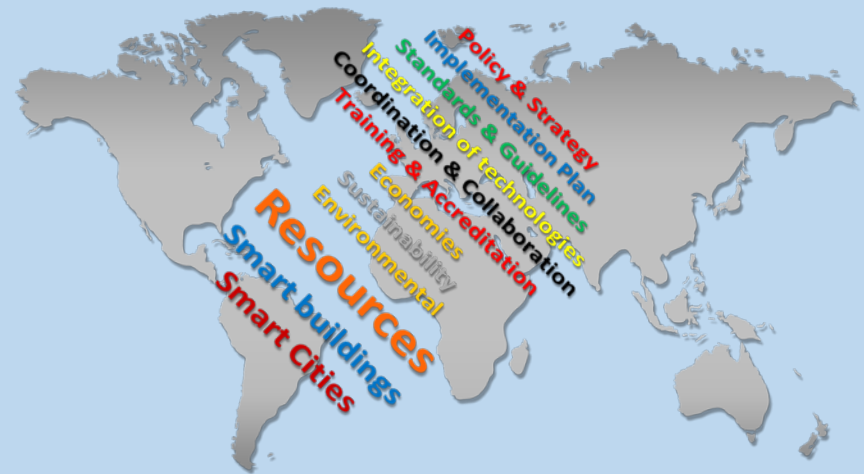 Policy & Strategy
Implementation Plan
Standards & Guidelines
Integration of technologies
Coordination & Collaboration
Training & Accreditation
Economies
Sustainability
Environmental
Resources
Smart buildings
Smart Cities